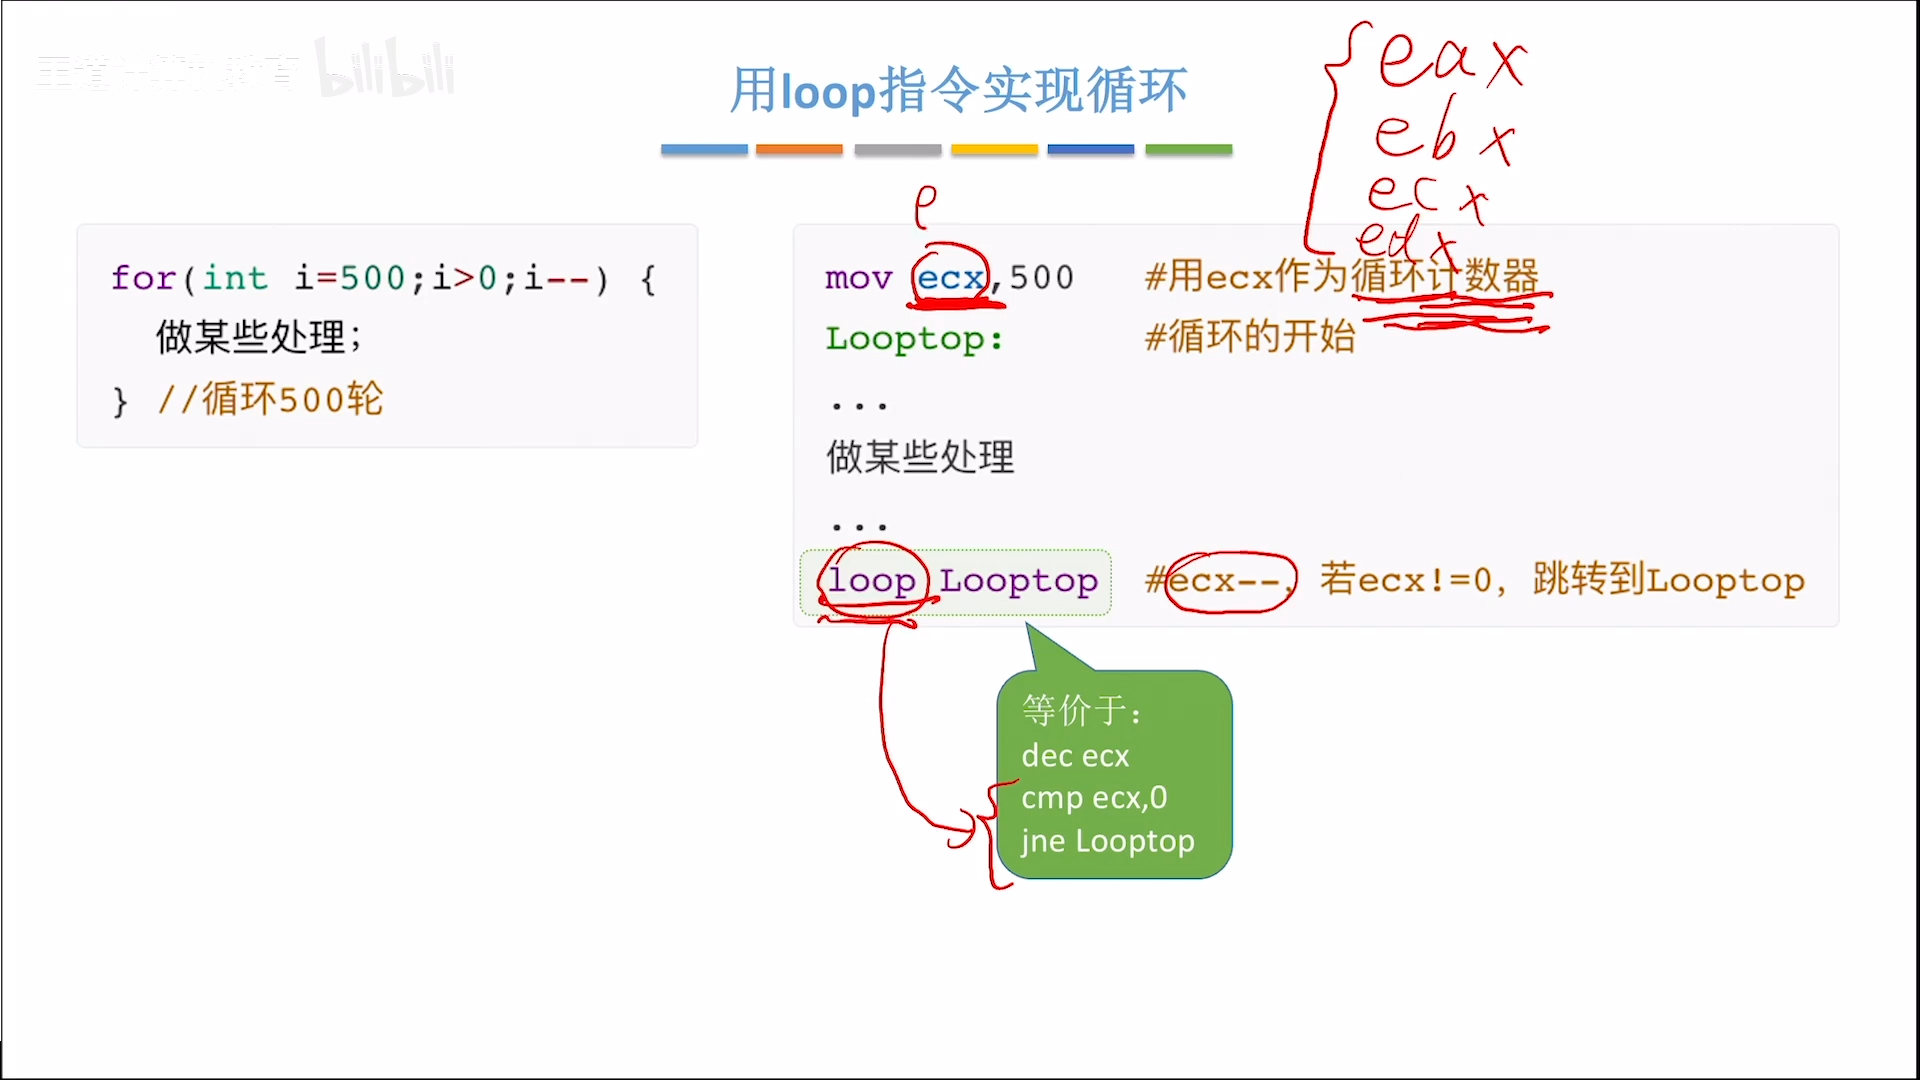 王道计算机教育 bilibili
用loop指令实现循环
eax
ebx
ecx
edx
e
for(int i=500;i>0;i--) {
做某些处理;
} //循环500轮
mov ecx,500 #用ecx作为循环计数器
Looptop: #循环的开始
...
做某些处理
...
loop Looptop #ecx--，若ecx!=0，跳转到Looptop
等价于：
dec ecx
cmp ecx,0
jne Looptop